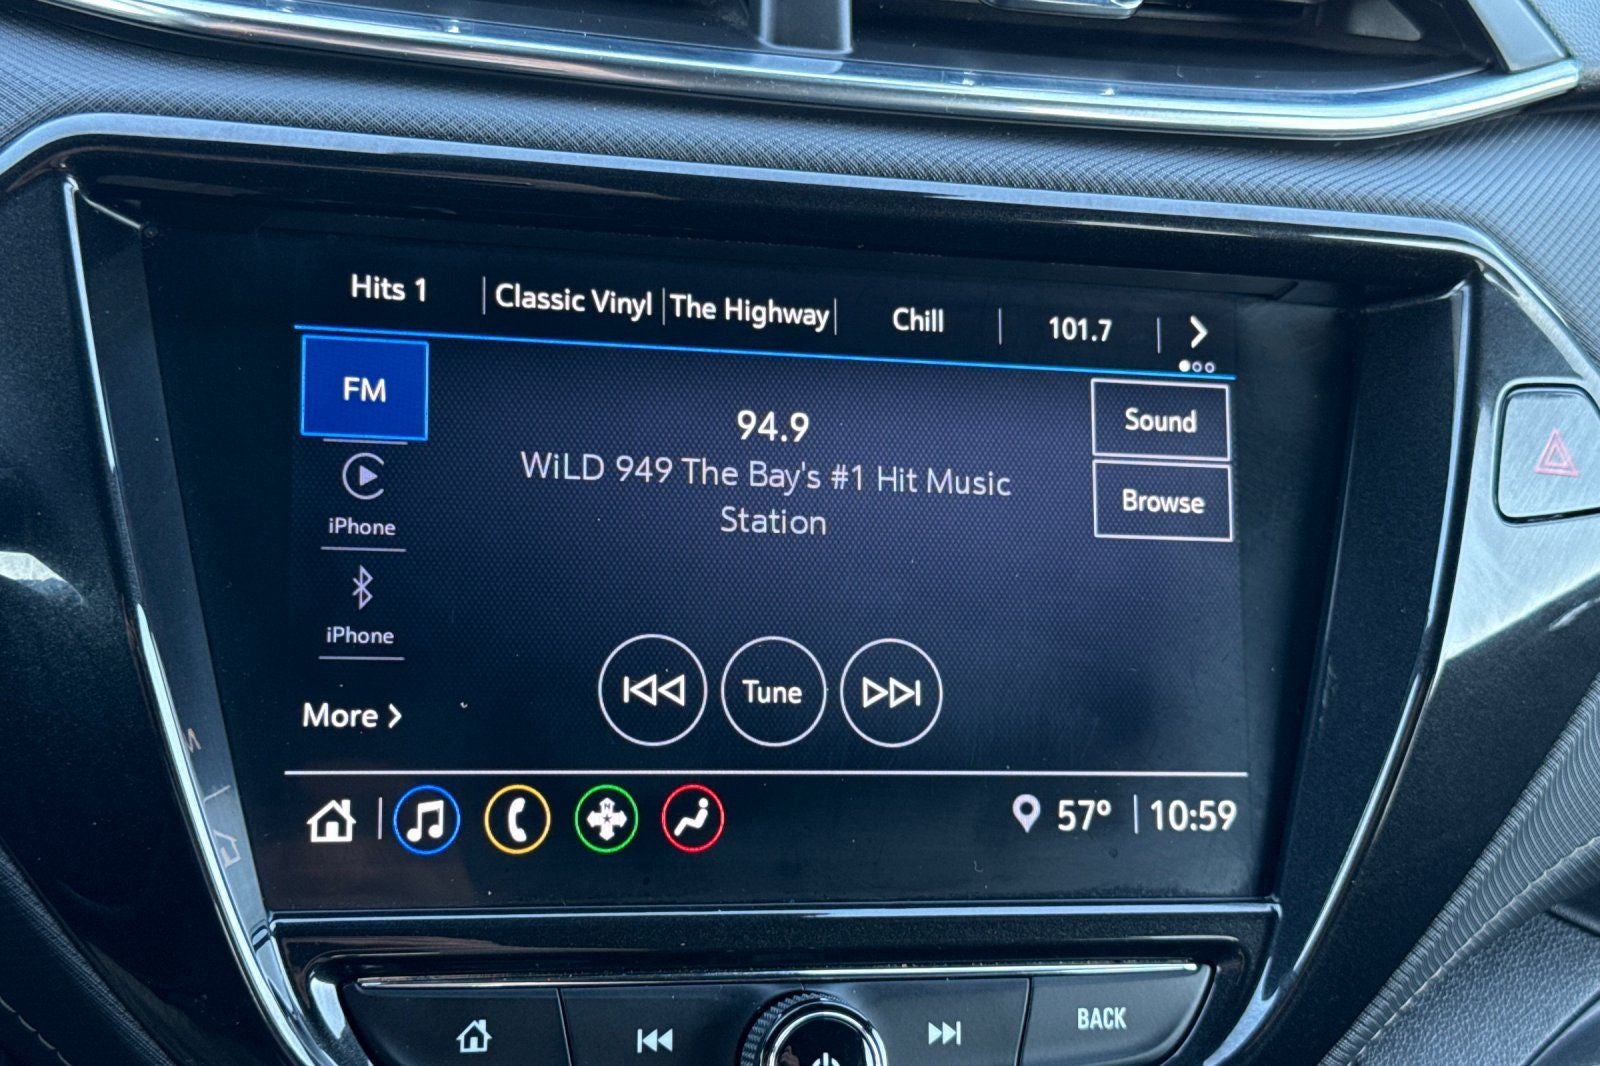 Hits 1
Classic Vinyl
The Highway
Chill
101.7
FM
94.9
Sound
WiLD 949 The Bay's #1 Hit Music
Station
Browse
iPhone
iPhone
More
Tune
N
57°
10:59
BACK